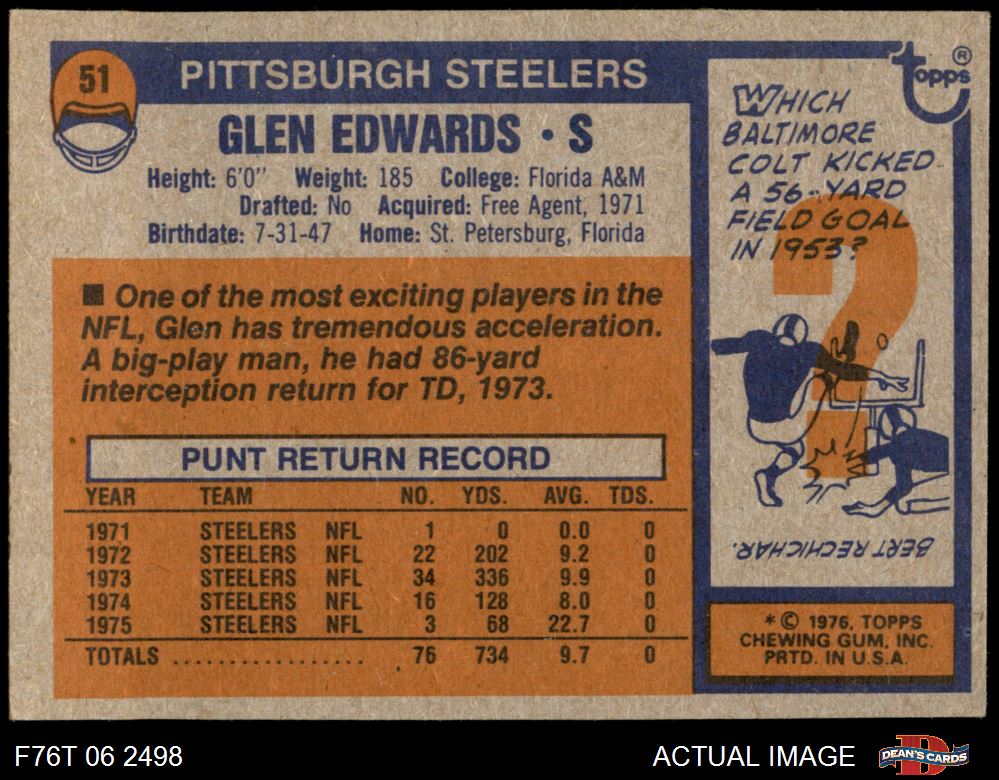 51
PITTSBURGH STEELERS
GLEN EDWARDS • S
Height: 6'0" Weight: 185 College: Florida A&M
Drafted: No Acquired: Free Agent, 1971
Birthdate: 7-31-47 Home: St. Petersburg, Florida
■ One of the most exciting players in the
NFL, Glen has tremendous acceleration.
A big-play man, he had 86-yard
interception return for TD, 1973.
PUNT RETURN RECORD
YEAR TEAM NO. YDS. AVG. TDS.
1971 STEELERS NFL 1 0 0.0 0
1972 STEELERS NFL 22 202 9.2 0
1973 STEELERS NFL 34 336 9.9 0
1974 STEELERS NFL 16 128 8.0 0
1975 STEELERS NFL 3 68 22.7 0
TOTALS .................. 76 734 9.7 0
topps ®
WHICH
BALTIMORE
COLT KICKED
A 56-YARD
FIELD GOAL
IN 1953?
?
BERT RECHICHAR.
* © 1976, TOPPS
CHEWING GUM, INC.
PRTD. IN U.S.A.
F76T 06 2498
ACTUAL IMAGE
D
DEAN'S CARDS